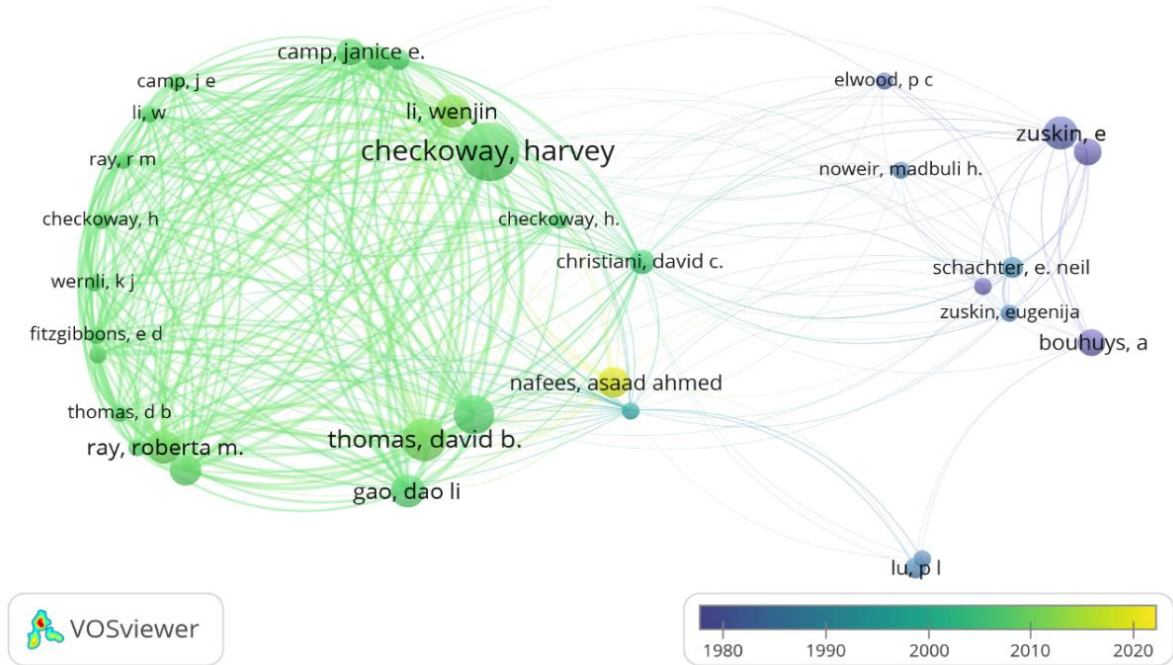 camp, janice e.
camp, j e
li, w
li, wenjin
checkoway, harvey
ray, r m
checkoway, h
checkoway, h.
christiani, david c.
wernli, k j
fitzgibbons, e d
nafees, asaad ahmed
thomas, d b
thomas, david b.
ray, roberta m.
gao, dao li
elwood, p c
zuskin, e
noweir, madbuli h.
schachter, e. neil
zuskin, eugenija
bouhuys, a
lu, p l
VOSviewer
1980 1990 2000 2010 2020